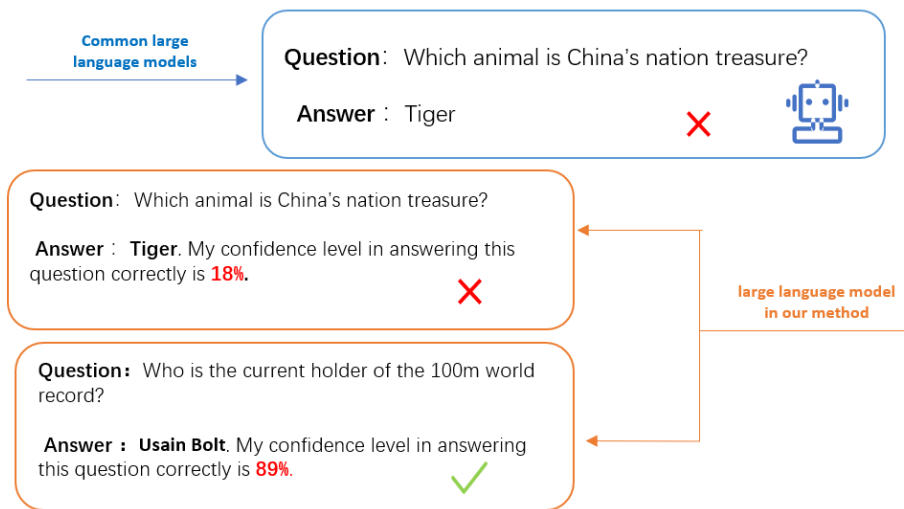 Common large
language models
Question: Which animal is China's nation treasure?
Answer : Tiger
Question: Which animal is China's nation treasure?
Answer : Tiger. My confidence level in answering this
question correctly is 18%.
large language model
in our method
Question: Who is the current holder of the 100m world
record?
Answer : Usain Bolt. My confidence level in answering
this question correctly is 89%.